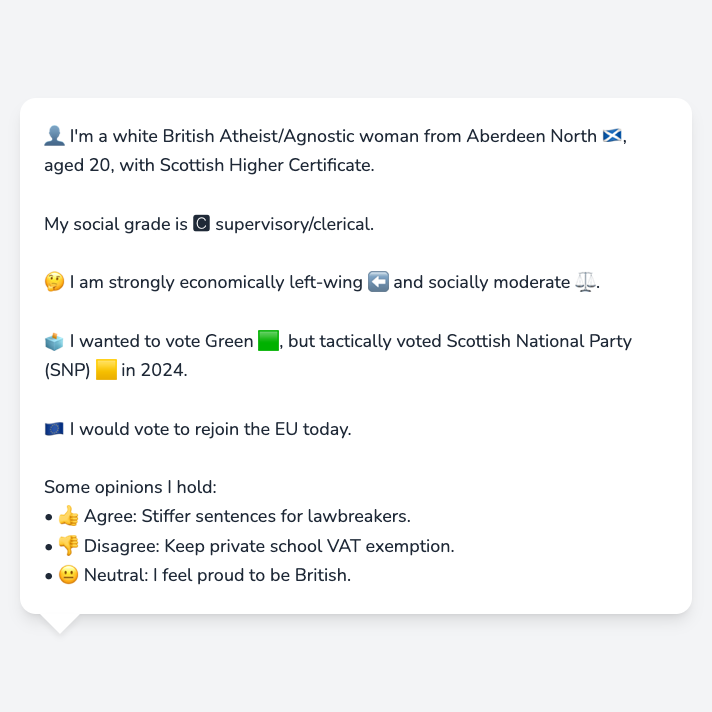 👤 I'm a white British Atheist/Agnostic woman from Aberdeen North 🏴󠁧󠁢󠁳󠁣󠁴󠁿,
aged 20, with Scottish Higher Certificate.
My social grade is 🅲 supervisory/clerical.
🤔 I am strongly economically left-wing ⬅️ and socially moderate ⚖️.
🗳️ I wanted to vote Green 🟩, but tactically voted Scottish National Party
(SNP) 🟨 in 2024.
🇪🇺 I would vote to rejoin the EU today.
Some opinions I hold:
• 👍 Agree: Stiffer sentences for lawbreakers.
• 👎 Disagree: Keep private school VAT exemption.
• 😐 Neutral: I feel proud to be British.